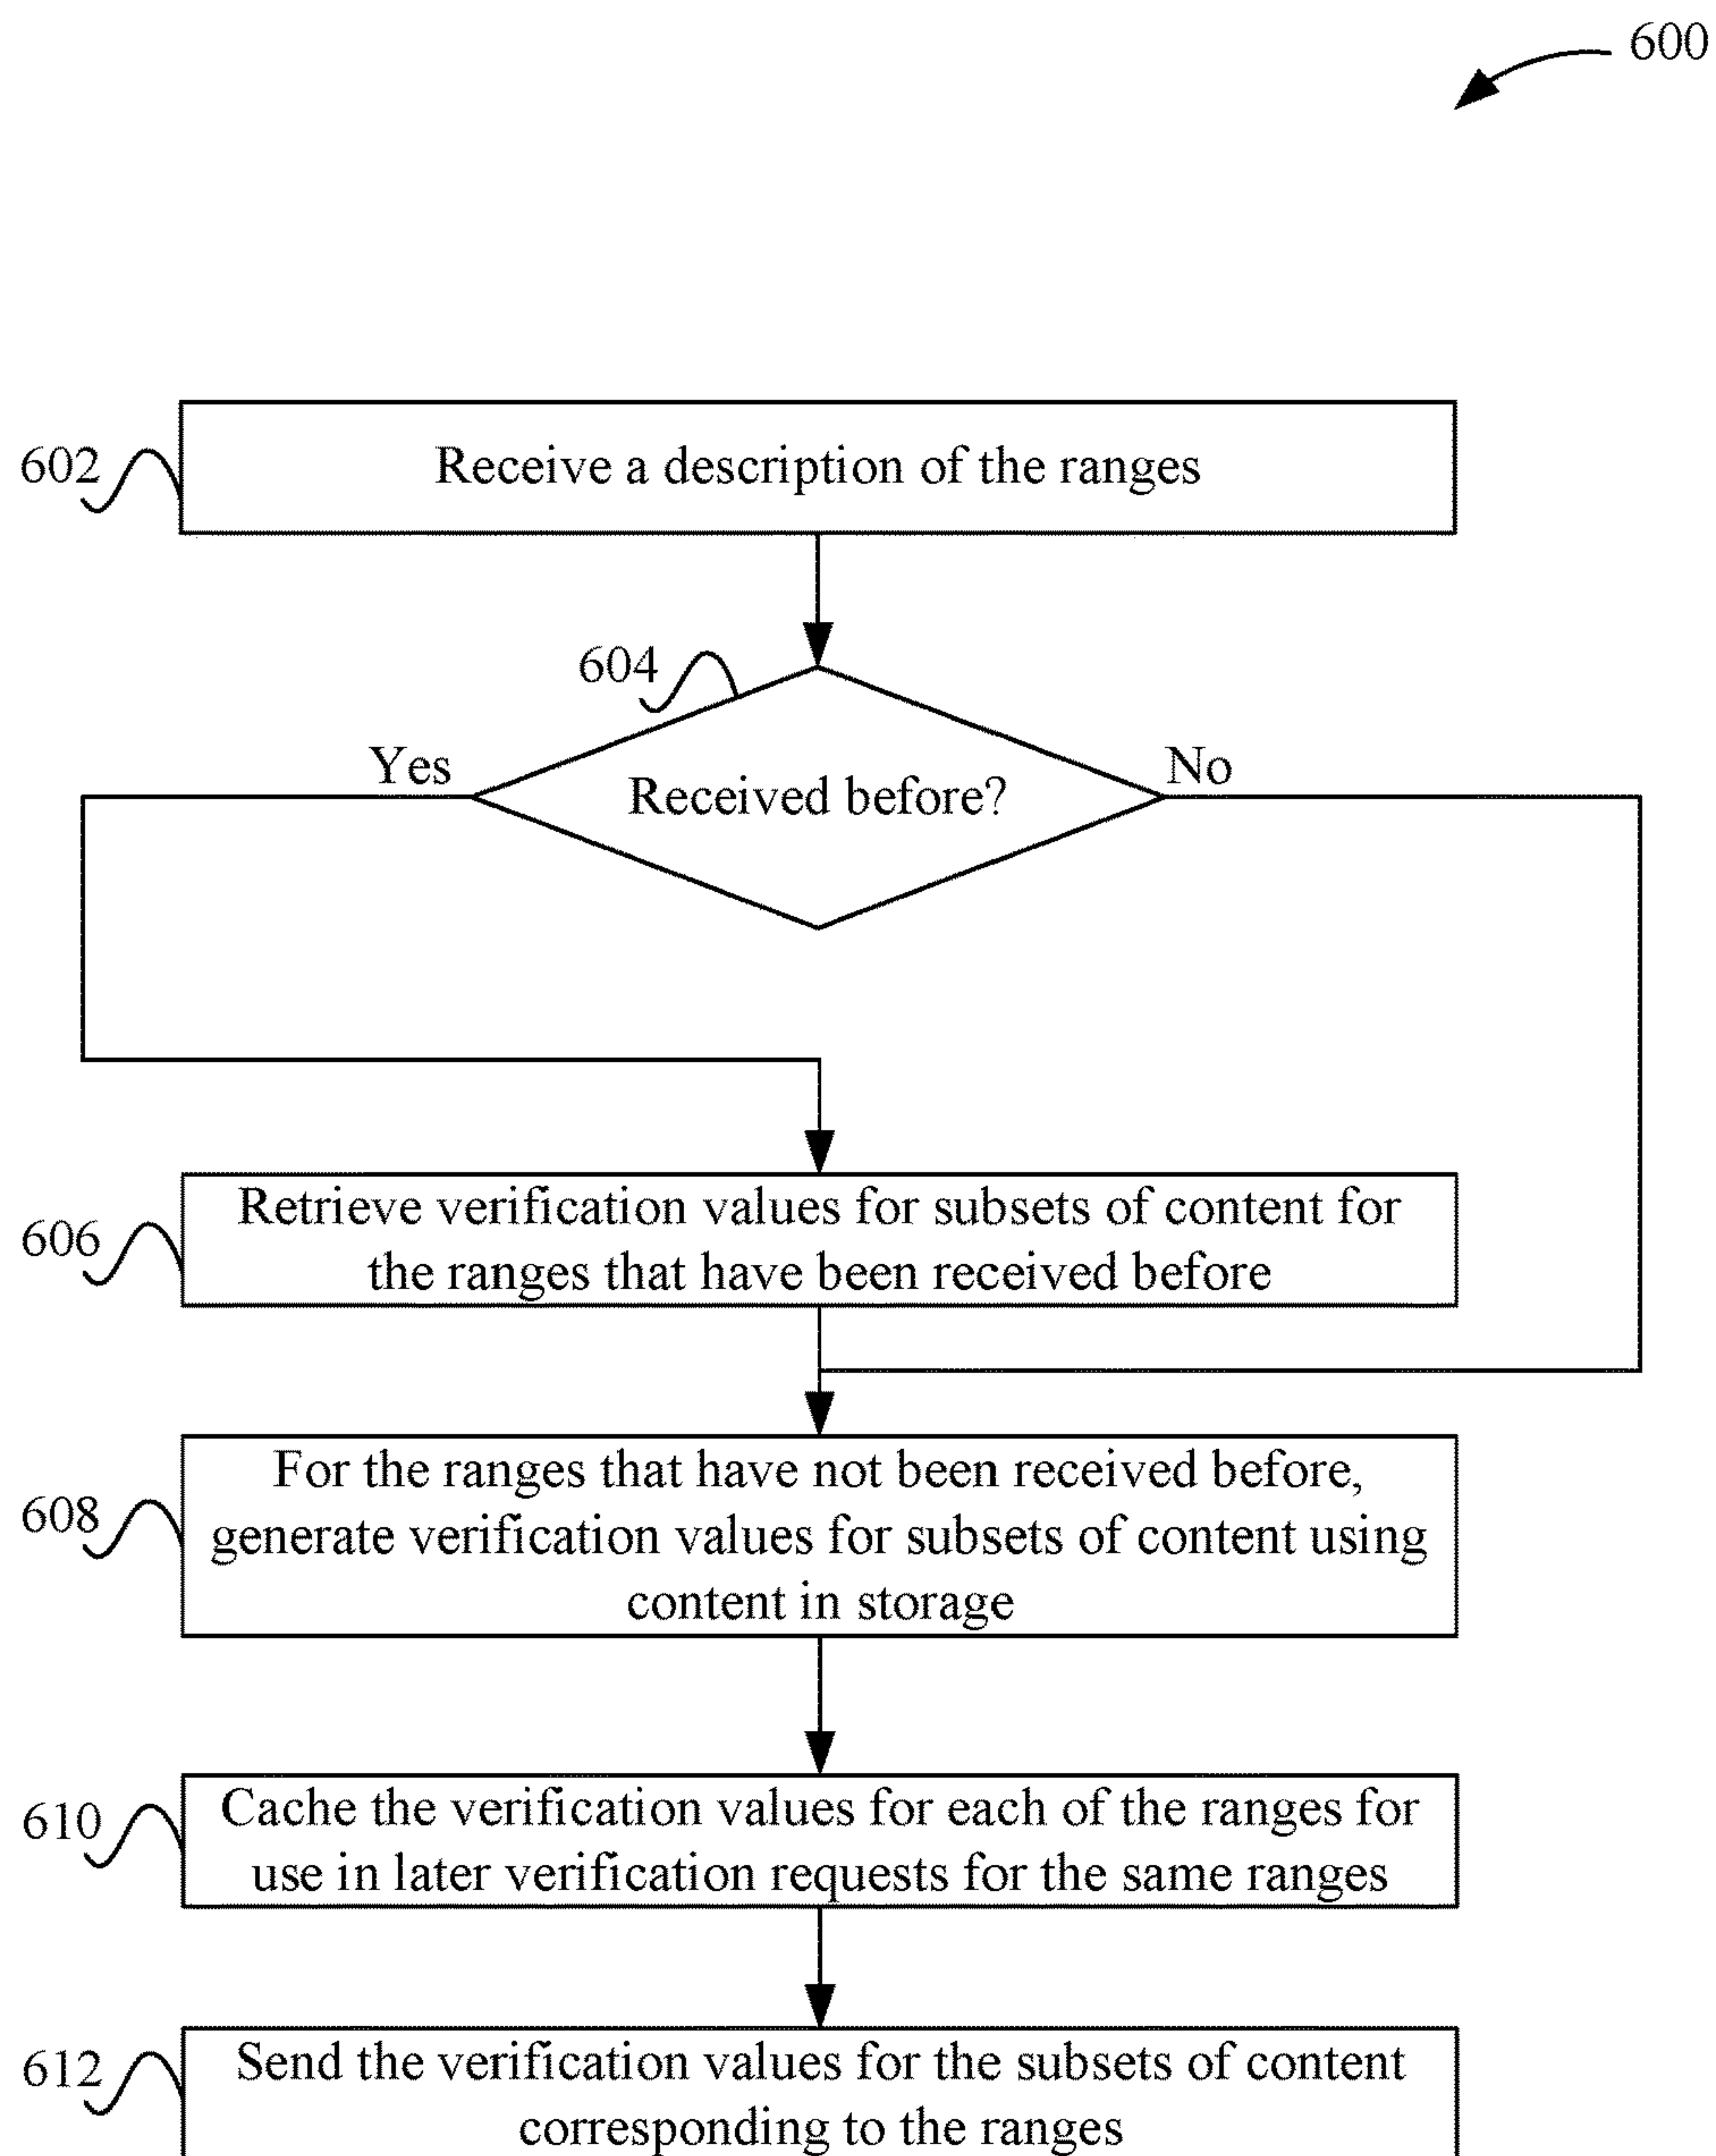 600
602
Receive a description of the ranges
604
Yes
No
Received before?
606
Retrieve verification values for subsets of content for
the ranges that have been received before
608
For the ranges that have not been received before,
generate verification values for subsets of content using
content in storage
610
Cache the verification values for each of the ranges for
use in later verification requests for the same ranges
612
Send the verification values for the subsets of content
corresponding to the ranges